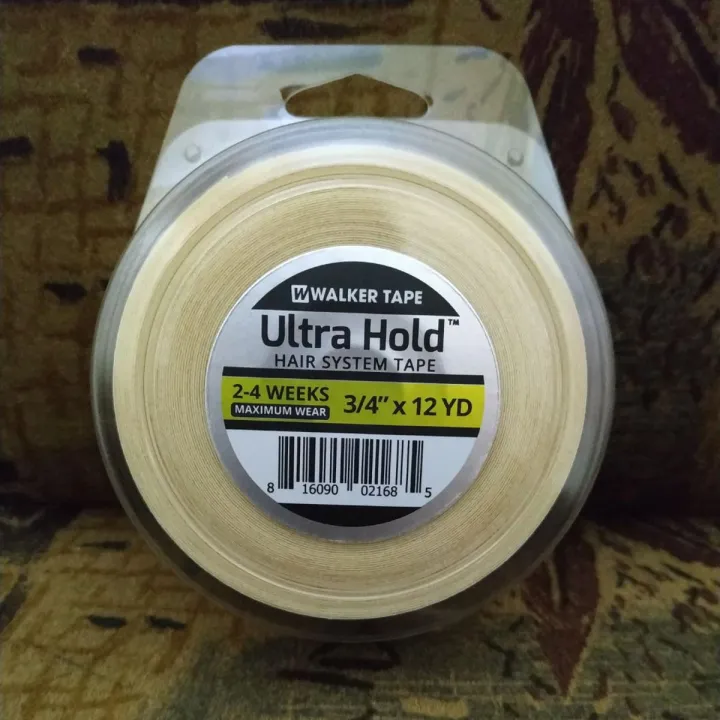 W WALKER TAPE
Ultra Hold™
HAIR SYSTEM TAPE
2-4 WEEKS
MAXIMUM WEAR
3/4” x 12 YD
8 16090 02168 5